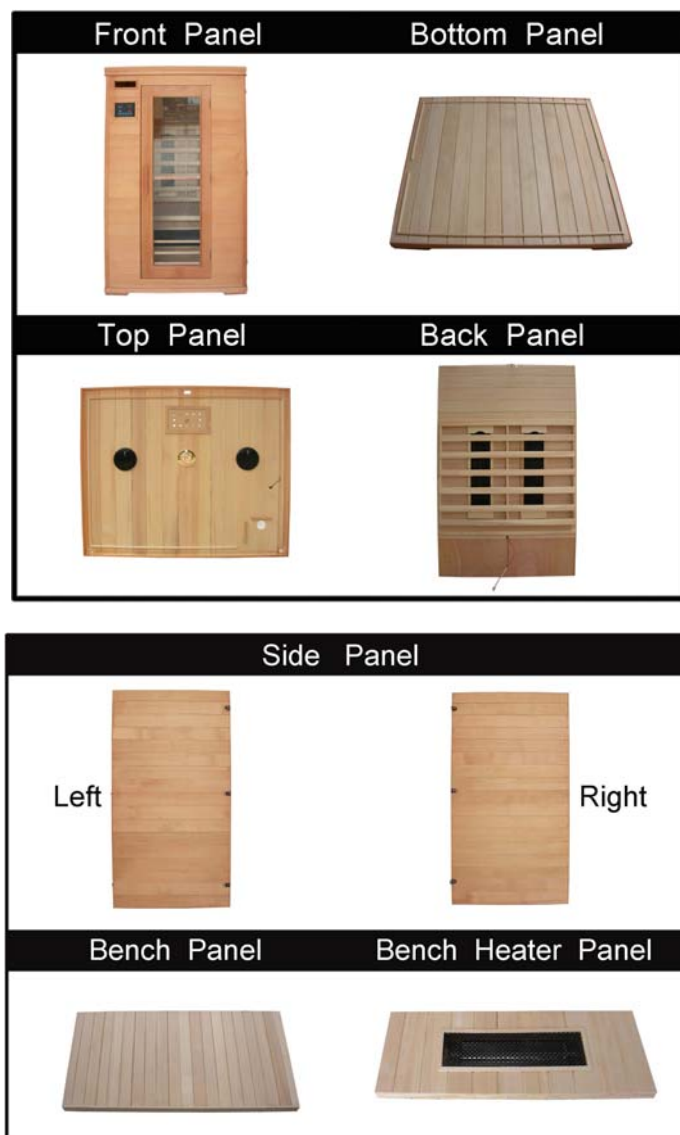 Front Panel
Bottom Panel
Top Panel
Back Panel
Side Panel
Left
Right
Bench Panel
Bench Heater Panel